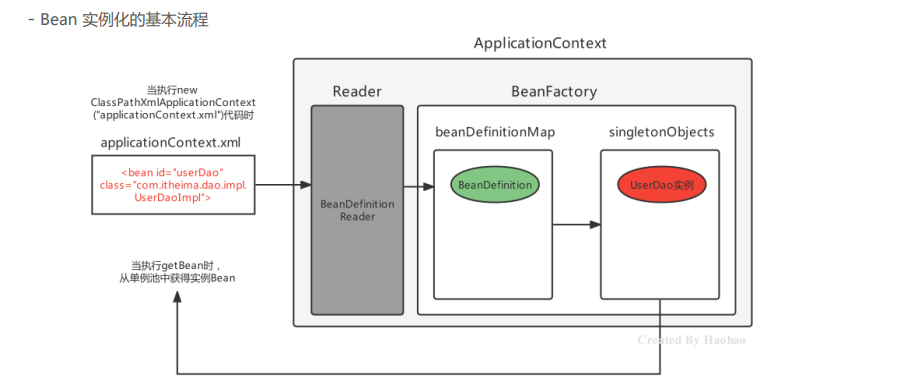 - Bean 实例化的基本流程
ApplicationContext
当执行new
ClassPathXmlApplicationContext
("applicationContext.xml")代码时
applicationContext.xml
<bean id="userDao"
class="com.itheima.dao.impl.
UserDaoImpl">
Reader
BeanDefinition
Reader
BeanFactory
beanDefinitionMap
BeanDefinition
singletonObjects
UserDao实例
当执行getBean时，
从单例池中获得实例Bean
Created By Haohao